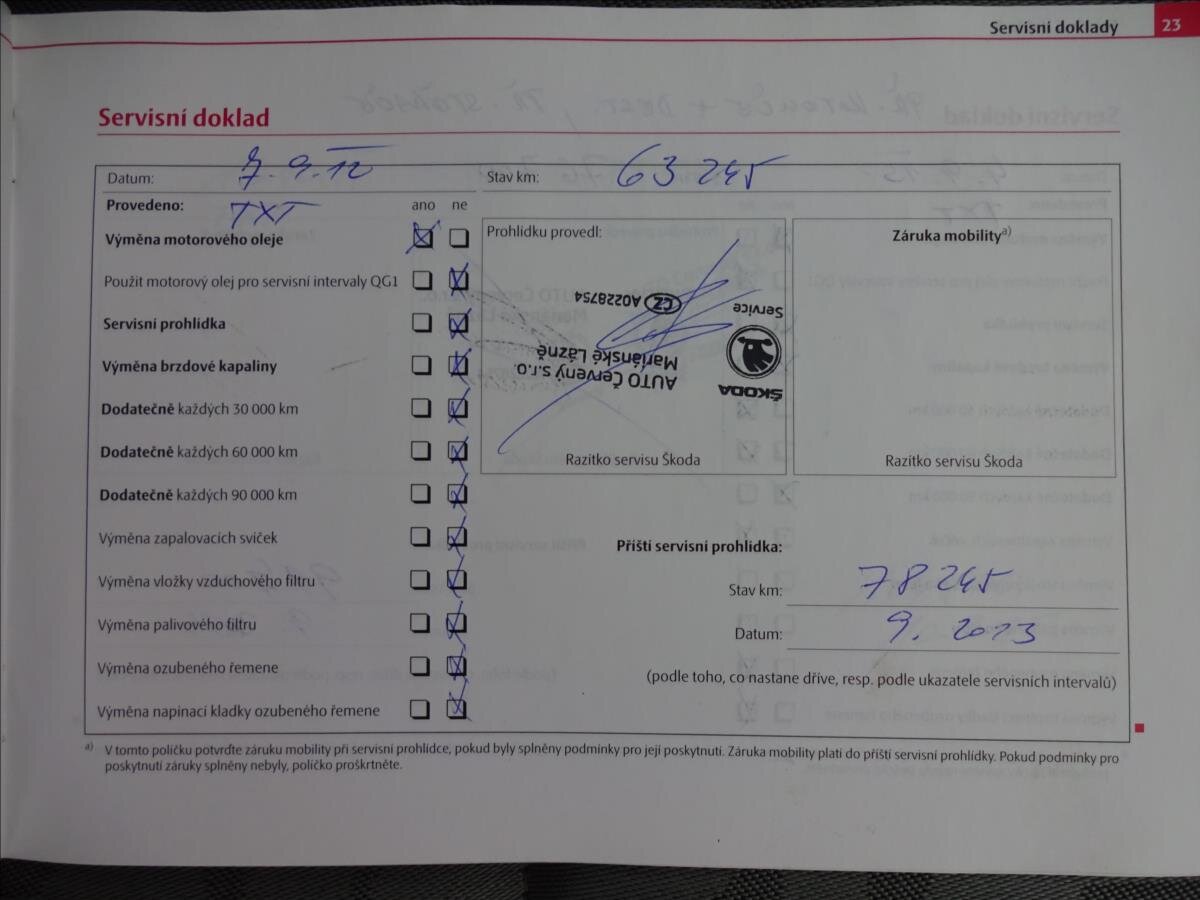 Servisní doklady 23
Servisní doklad
Datum: 7.9.12 Stav km: 63 245
Provedeno: TXT ano ne
Výměna motorového oleje
Použit motorový olej pro servisní intervaly QG1
Servisní prohlídka
Výměna brzdové kapaliny
Dodatečně každých 30 000 km
Dodatečně každých 60 000 km
Dodatečně každých 90 000 km
Výměna zapalovacích svíček
Výměna vložky vzduchového filtru
Výměna palivového filtru
Výměna ozubeného řemene
Výměna napínací kladky ozubeného řemene
Prohlídku provedl:
ŠKODA
Service
AUTO Červený s.r.o.
Mariánské Lázně
CZ A0228754
Razítko servisu Škoda
Záruka mobility a)
Razítko servisu Škoda
Příští servisní prohlídka:
Stav km: 78 245
Datum: 9. 2013
(podle toho, co nastane dříve, resp. podle ukazatele servisních intervalů)
a) V tomto políčku potvrďte záruku mobility při servisní prohlídce, pokud byly splněny podmínky pro její poskytnutí. Záruka mobility platí do příští servisní prohlídky. Pokud podmínky pro
poskytnutí záruky splněny nebyly, políčko proškrtněte.